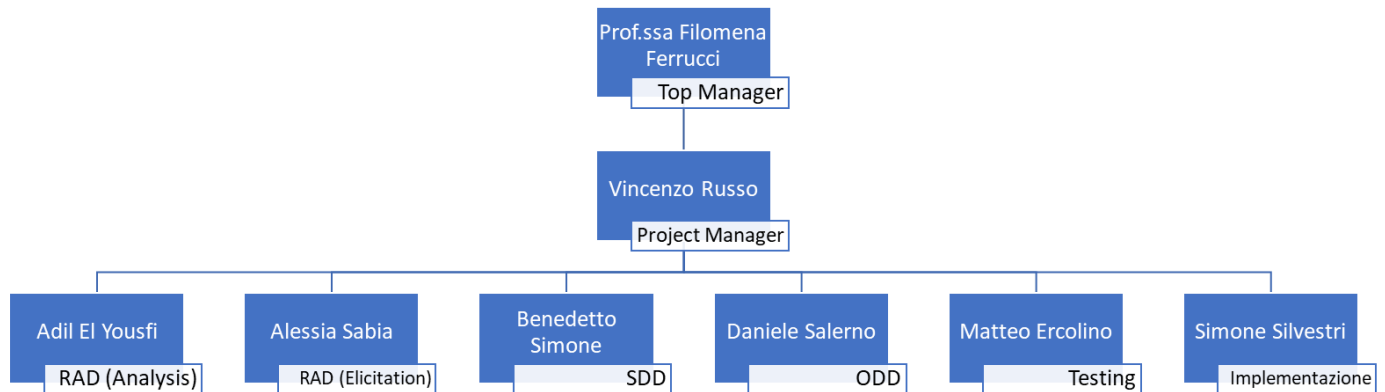 Prof.ssa Filomena
Ferrucci
Top Manager
Vincenzo Russo
Project Manager
Adil El Yousfi
RAD (Analysis)
Alessia Sabia
RAD (Elicitation)
Benedetto
Simone
SDD
Daniele Salerno
ODD
Matteo Ercolino
Testing
Simone Silvestri
Implementazione